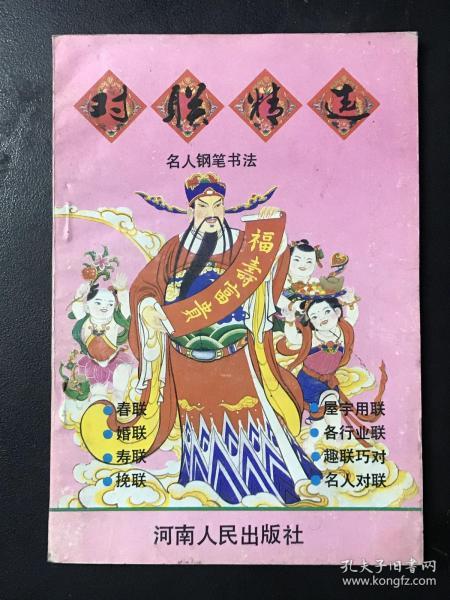 对联精选
名人钢笔书法
福壽富貴
春联
婚联
寿联
挽联
屋宇用联
各行业联
趣联巧对
名人对联
河南人民出版社
孔夫子旧书网
www.kongfz.com